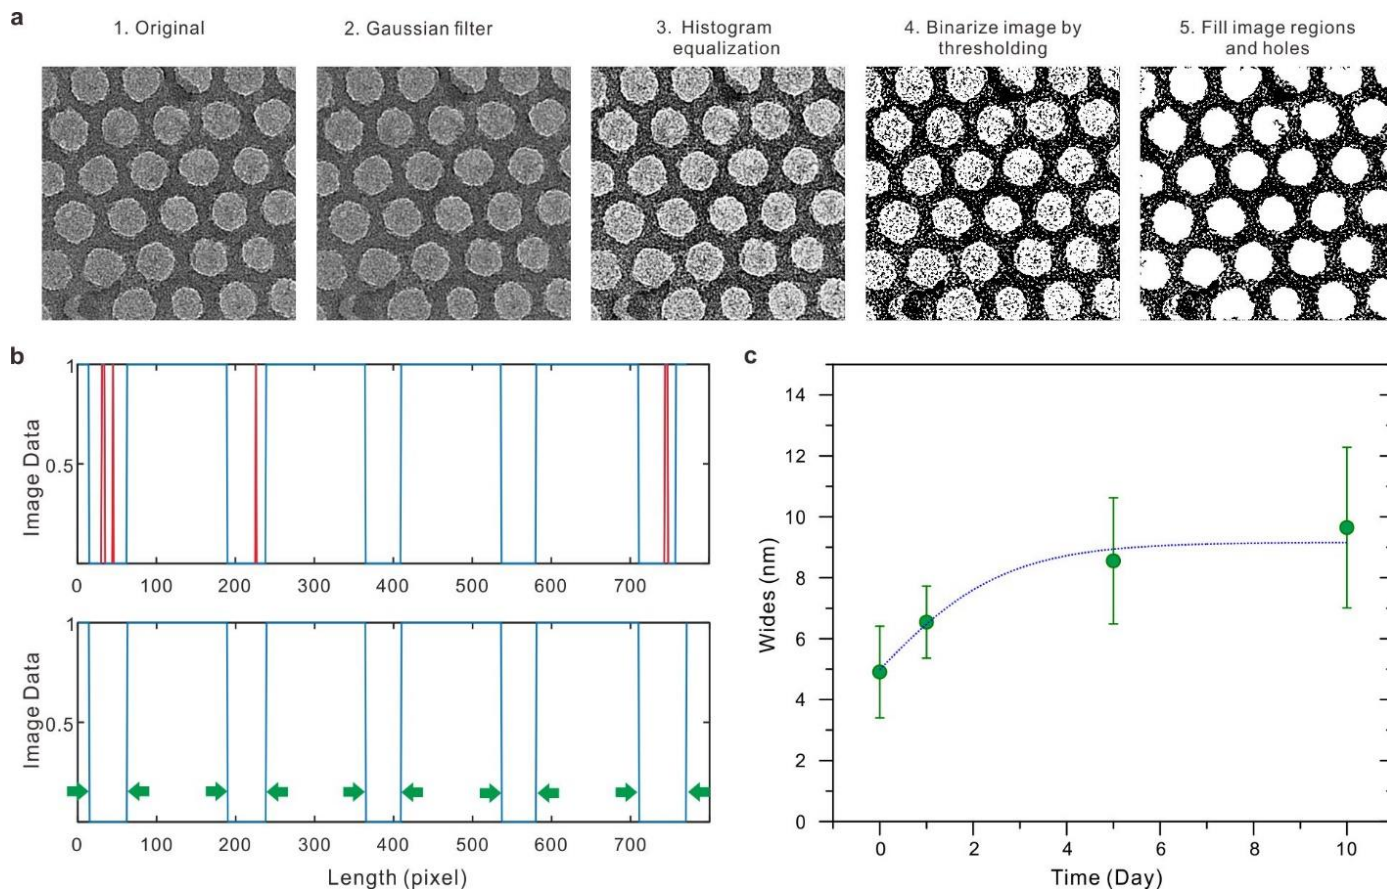 a
1. Original
2. Gaussian filter
3. Histogram
equalization
4. Binarize image by
thresholding
5. Fill image regions
and holes
b
1
0.5
Image Data
0 100 200 300 400 500 600 700
1
0.5
Image Data
0 100 200 300 400 500 600 700
Length (pixel)
c
14
12
10
8
6
4
2
0
Wides (nm)
0 2 4 6 8 10
Time (Day)